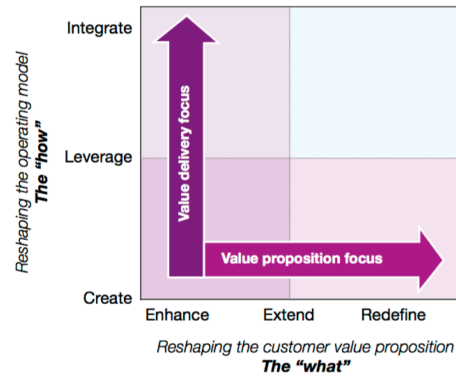 Integrate
Leverage
Create
Reshaping the operating model
The “how”
Value delivery focus
Value proposition focus
Enhance
Extend
Redefine
Reshaping the customer value proposition
The “what”